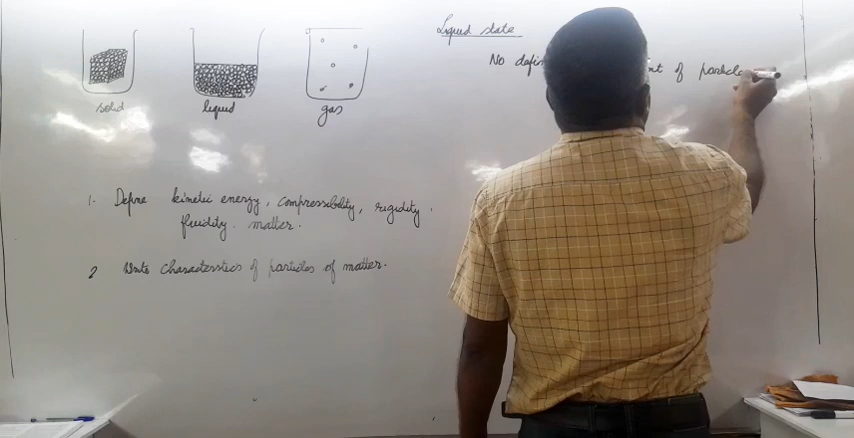 solid
liquid
gas
1. Define kinetic energy, compressibility, rigidity,
fluidity. matter.
2 Write characterstics of particles of matter.
Liquid state
No defin nt of particle